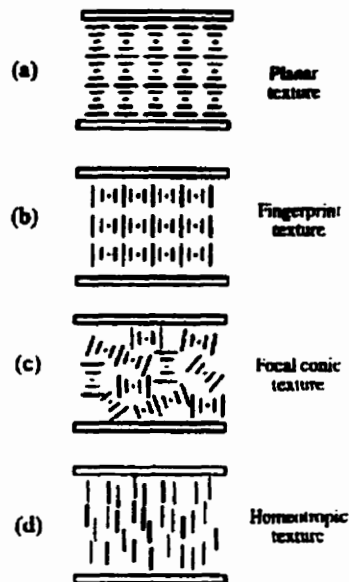 (a)
Planar
texture
(b)
Fingerprint
texture
(c)
Focal conic
texture
(d)
Homeotropic
texture